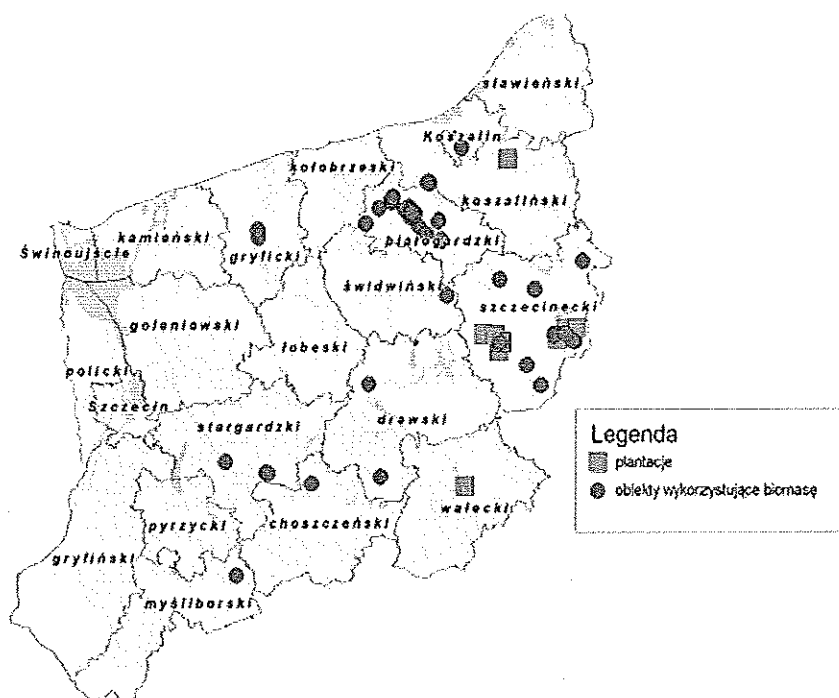 sławieński
Koszalin
kołobrzeski
koszaliński
kamieński
Świnoujście
gryficki
białogardzki
świdwiński
szczecinecki
goleniowski
łobeski
policki
Szczecin
drawski
stargardzki
Legenda
plantacje
obiekty wykorzystujące biomasę
wałecki
pyrzycki
choszczeński
gryfiński
myśliborski